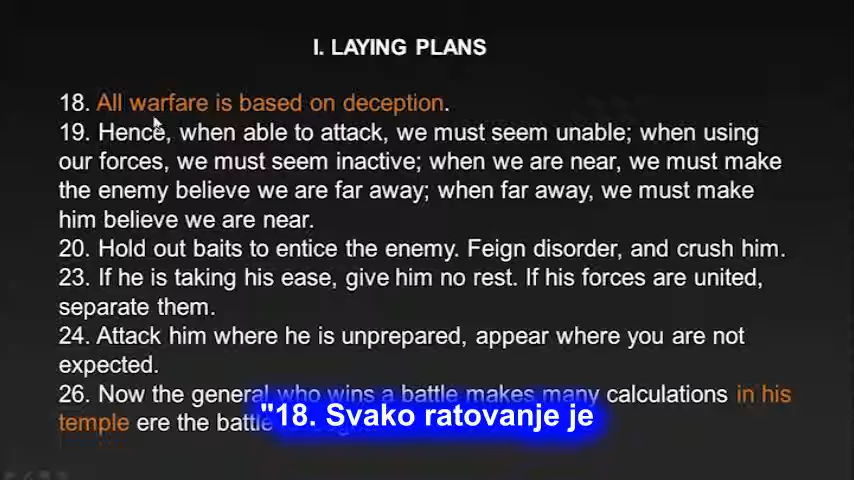 I. LAYING PLANS
18. All warfare is based on deception.
19. Hence, when able to attack, we must seem unable; when using
our forces, we must seem inactive; when we are near, we must make
the enemy believe we are far away; when far away, we must make
him believe we are near.
20. Hold out baits to entice the enemy. Feign disorder, and crush him.
23. If he is taking his ease, give him no rest. If his forces are united,
separate them.
24. Attack him where he is unprepared, appear where you are not
expected.
26. Now the general who wins a battle makes many calculations in his
temple ere the battle
"18. Svako ratovanje je